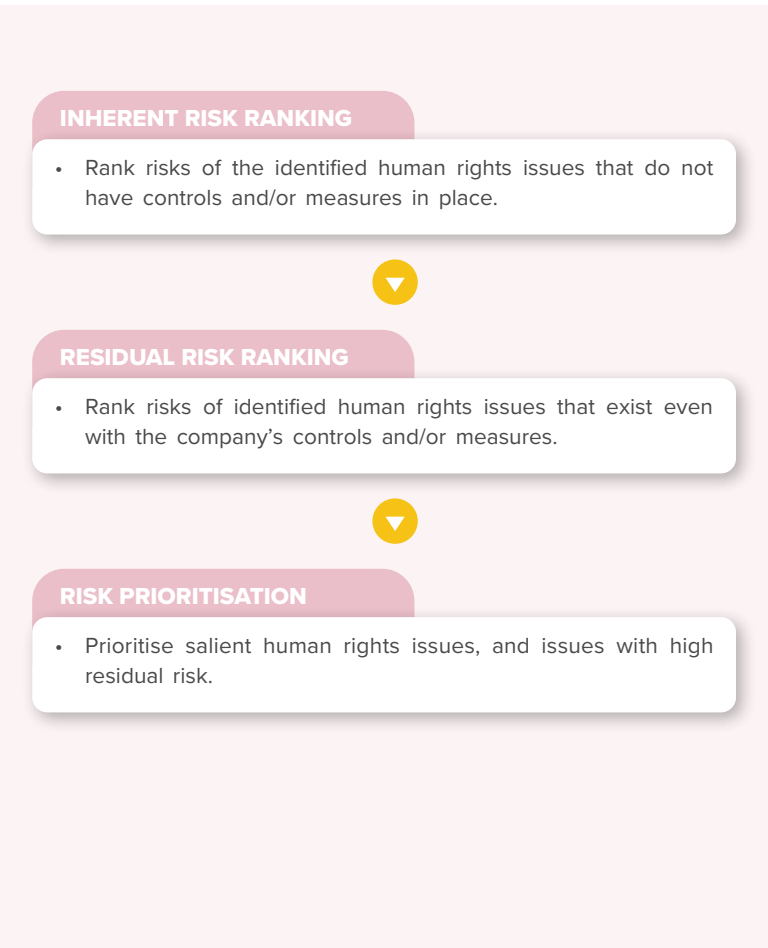 INHERENT RISK RANKING
• Rank risks of the identified human rights issues that do not
have controls and/or measures in place.
RESIDUAL RISK RANKING
• Rank risks of identified human rights issues that exist even
with the company’s controls and/or measures.
RISK PRIORITISATION
• Prioritise salient human rights issues, and issues with high
residual risk.